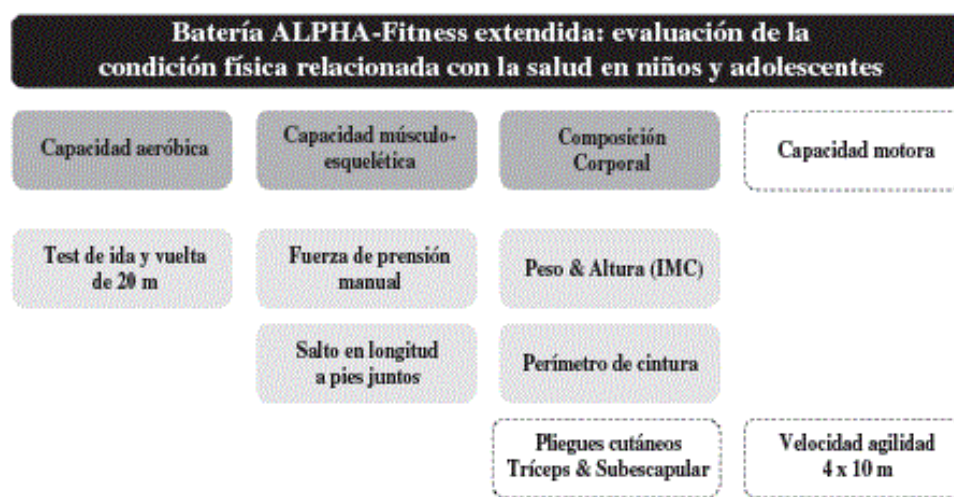 Batería ALPHA-Fitness extendida: evaluación de la
condición física relacionada con la salud en niños y adolescentes
Capacidad aeróbica
Capacidad músculo-
esquelética
Composición
Corporal
Capacidad motora
Test de ida y vuelta
de 20 m
Fuerza de prensión
manual
Peso & Altura (IMC)
Salto en longitud
a pies juntos
Perímetro de cintura
Pliegues cutáneos
Tríceps & Subescapular
Velocidad agilidad
4 x 10 m